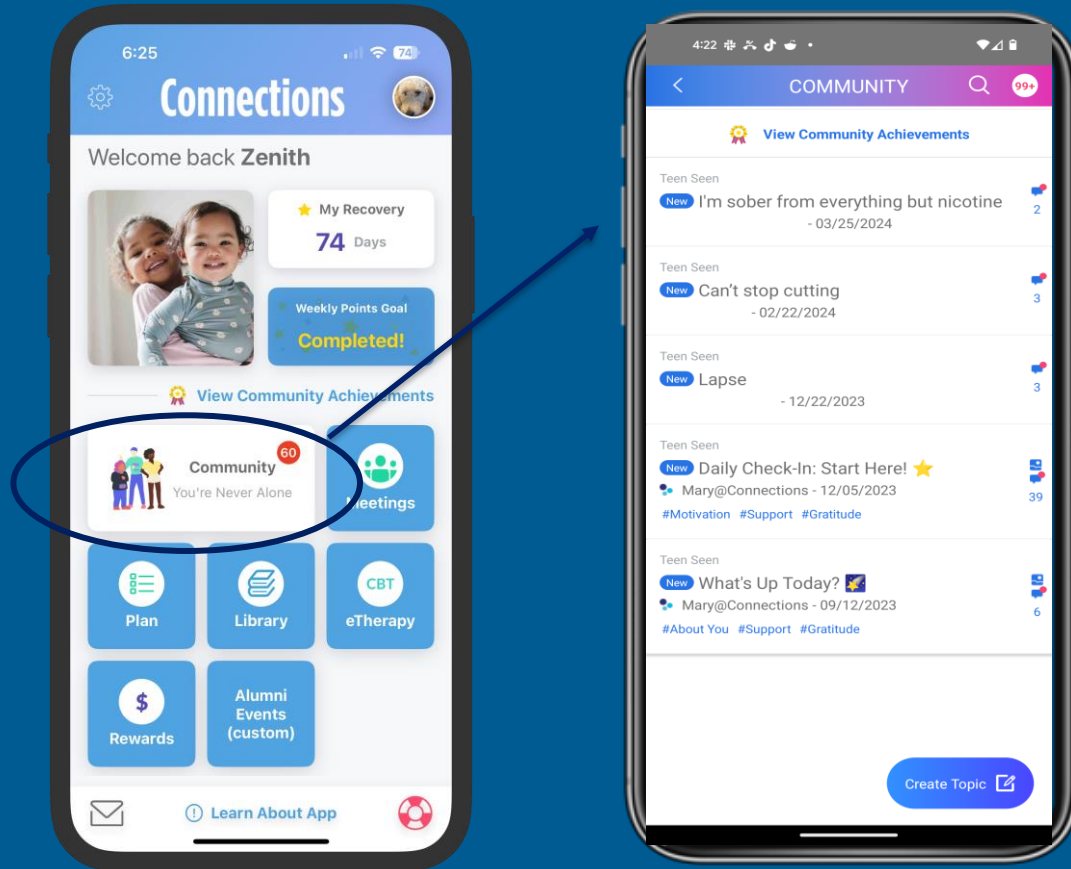 6:25
74
Connections
Welcome back Zenith
My Recovery
74 Days
Weekly Points Goal
Completed!
View Community Achievements
Community
60
You're Never Alone
Meetings
Plan
Library
CBT
eTherapy
$
Rewards
Alumni
Events
(custom)
Learn About App
4:22
COMMUNITY
99+
View Community Achievements
Teen Seen
New I'm sober from everything but nicotine
2
- 03/25/2024
Teen Seen
New Can't stop cutting
3
- 02/22/2024
Teen Seen
New Lapse
3
- 12/22/2023
Teen Seen
New Daily Check-In: Start Here! ⭐
Mary@Connections - 12/05/2023
39
#Motivation #Support #Gratitude
Teen Seen
New What's Up Today? 🌠
Mary@Connections - 09/12/2023
6
#About You #Support #Gratitude
Create Topic